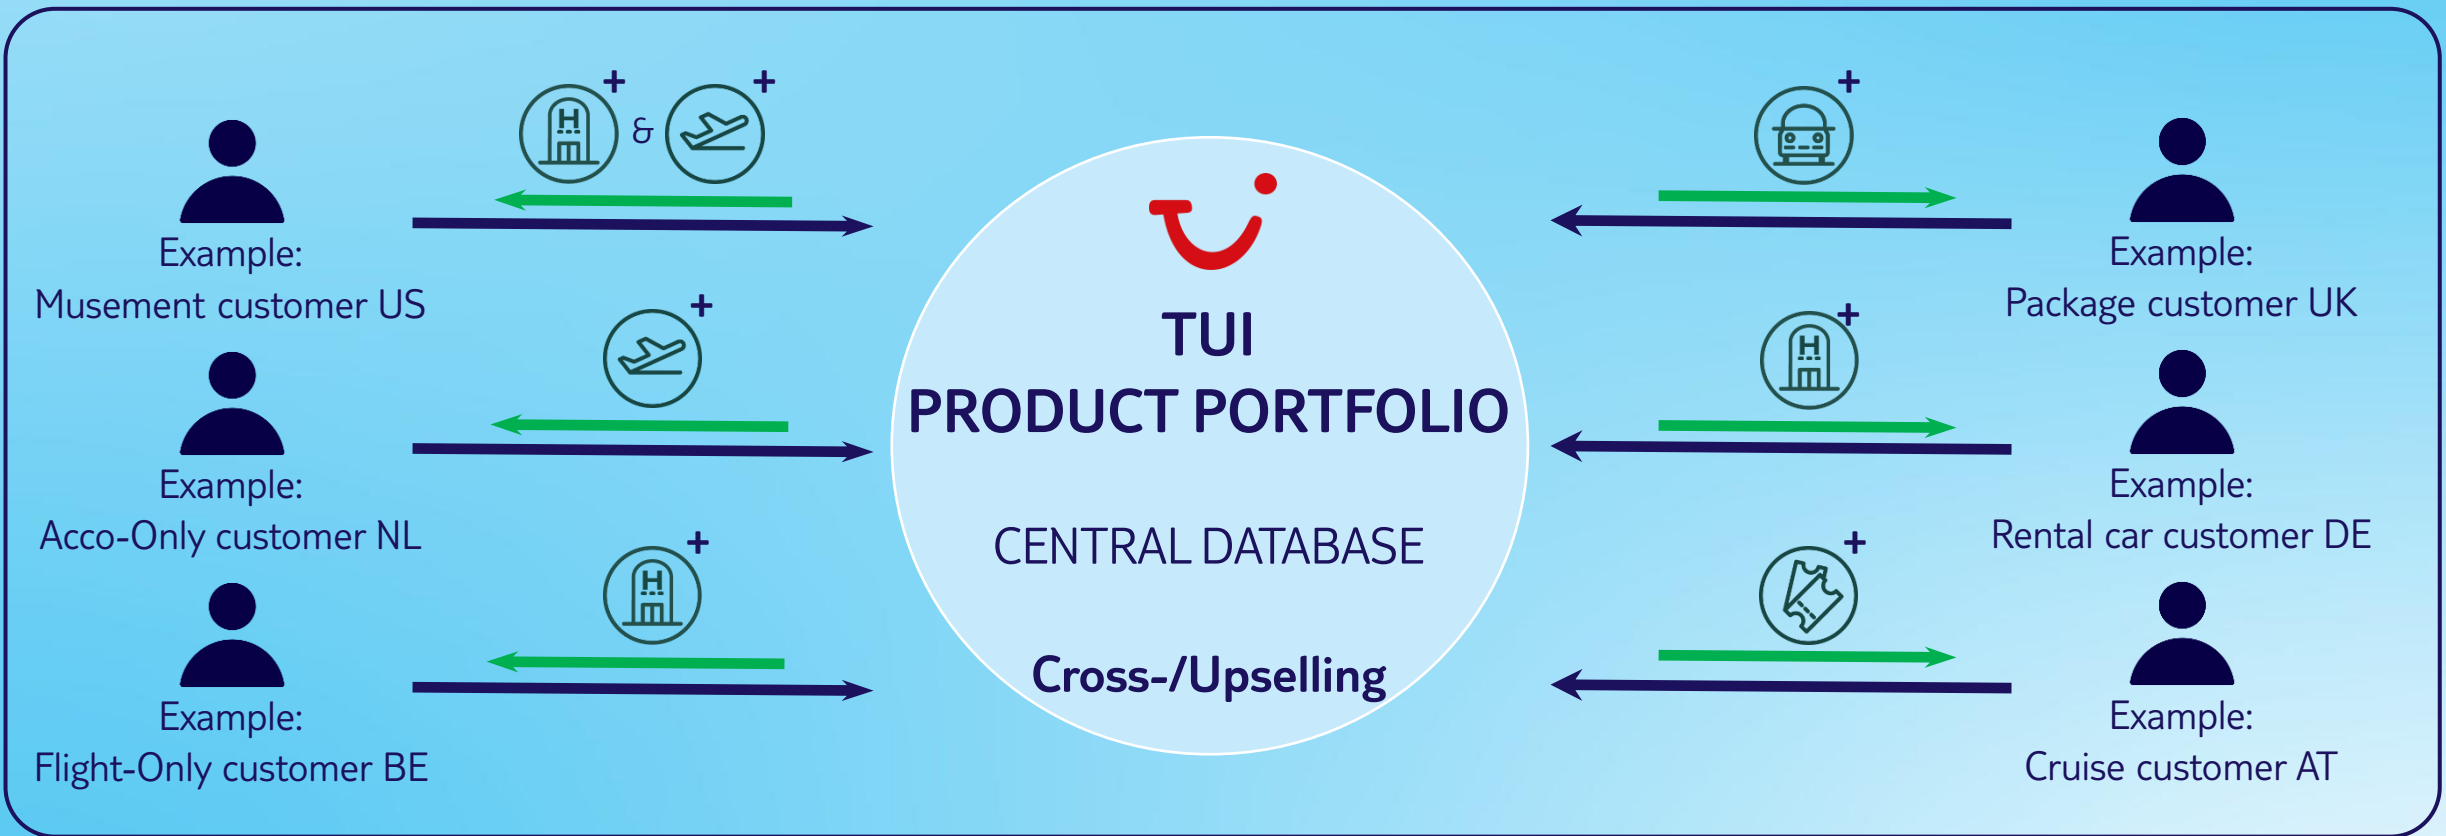 &
Example:
Musement customer US
Example:
Acco-Only customer NL
Example:
Flight-Only customer BE
TUI
PRODUCT PORTFOLIO
CENTRAL DATABASE
Cross-/Upselling
Example:
Package customer UK
Example:
Rental car customer DE
Example:
Cruise customer AT
H
+
H
+
H
+
+
+
+
+